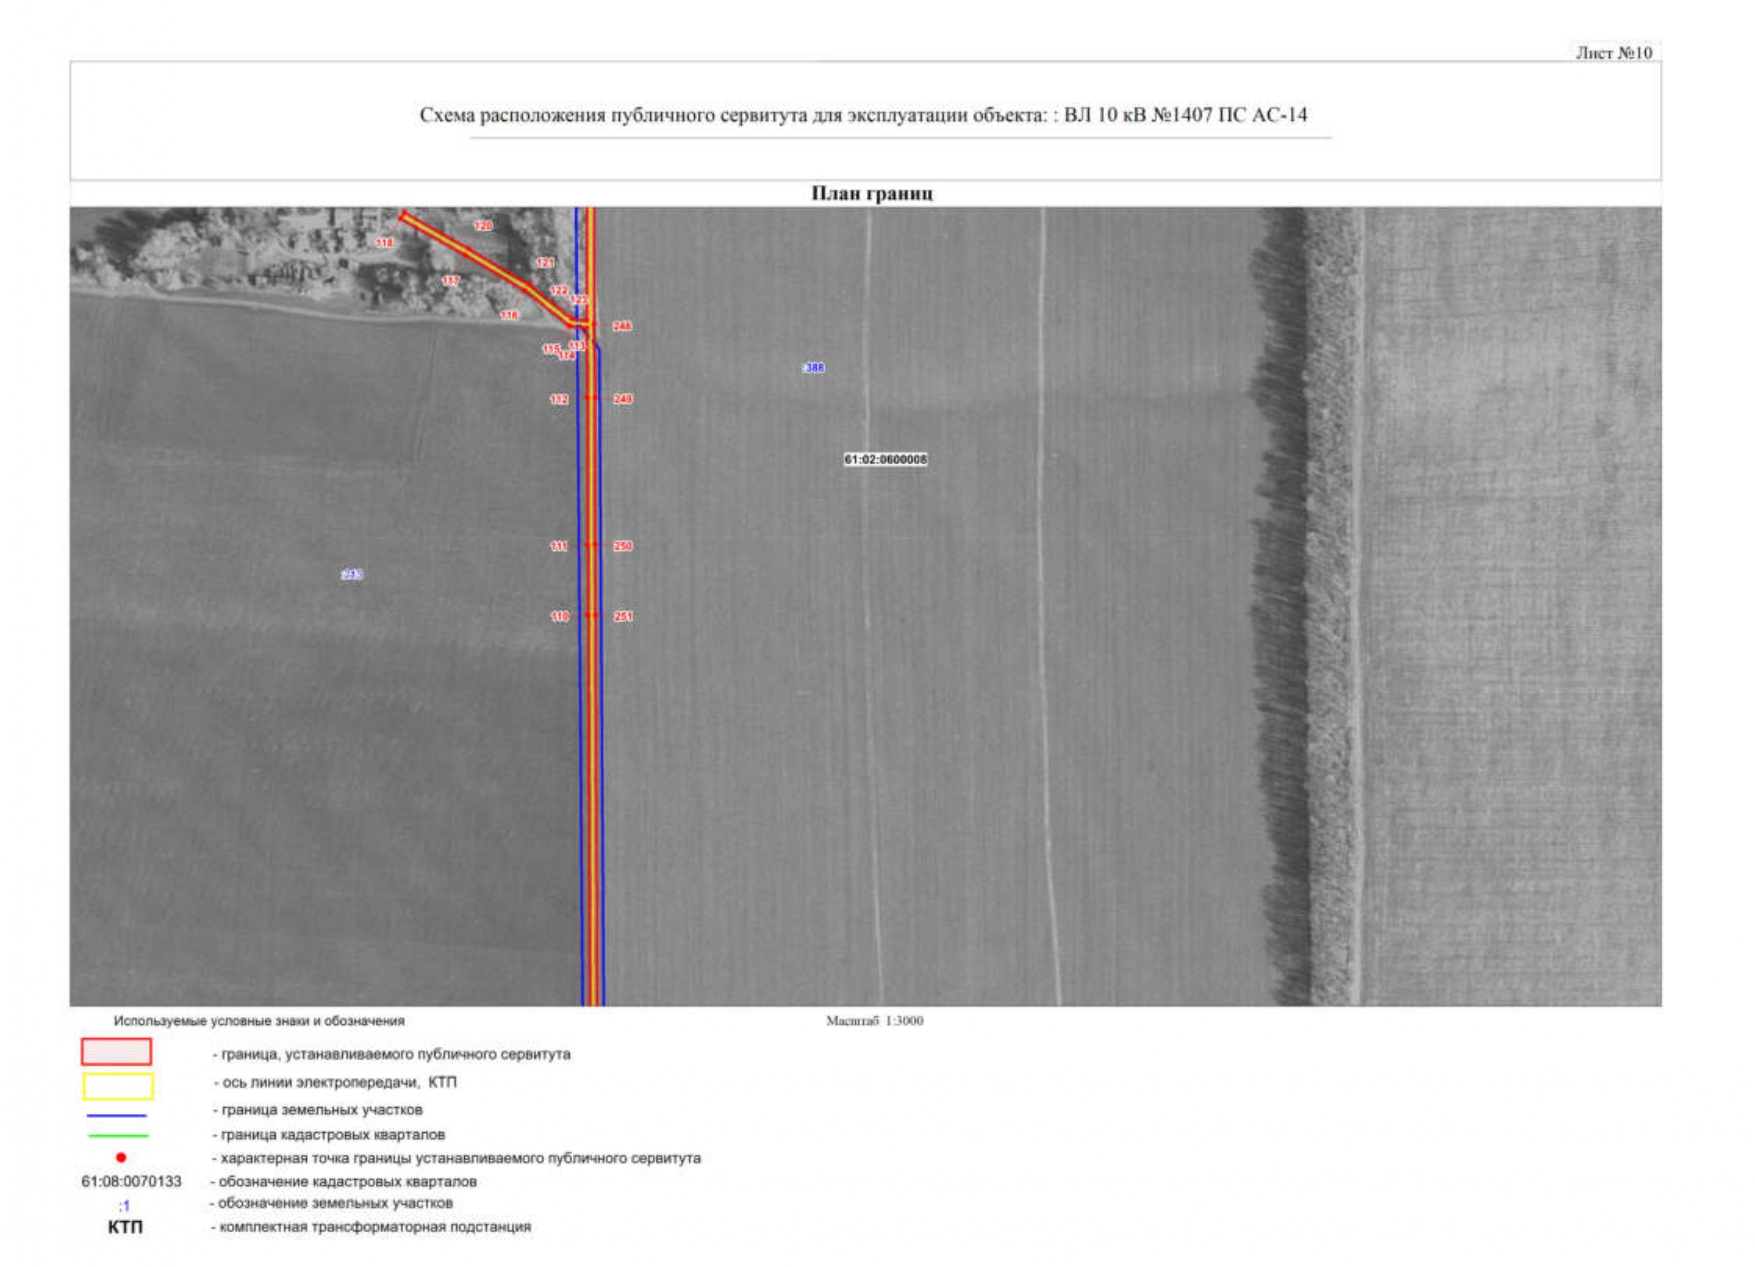 Лист №10
Схема расположения публичного сервитута для эксплуатации объекта: : ВЛ 10 кВ №1407 ПС АС-14
План границ
120
118
121
117
122
123
116
248
113
115
114
:388
112
249
61:02:0600008
111
250
:213
110
251
Используемые условные знаки и обозначения
Масштаб 1:3000
- граница, устанавливаемого публичного сервитута
- ось линии электропередачи, КТП
- граница земельных участков
- граница кадастровых кварталов
- характерная точка границы устанавливаемого публичного сервитута
61:08:0070133 - обозначение кадастровых кварталов
:1 - обозначение земельных участков
КТП - комплектная трансформаторная подстанция